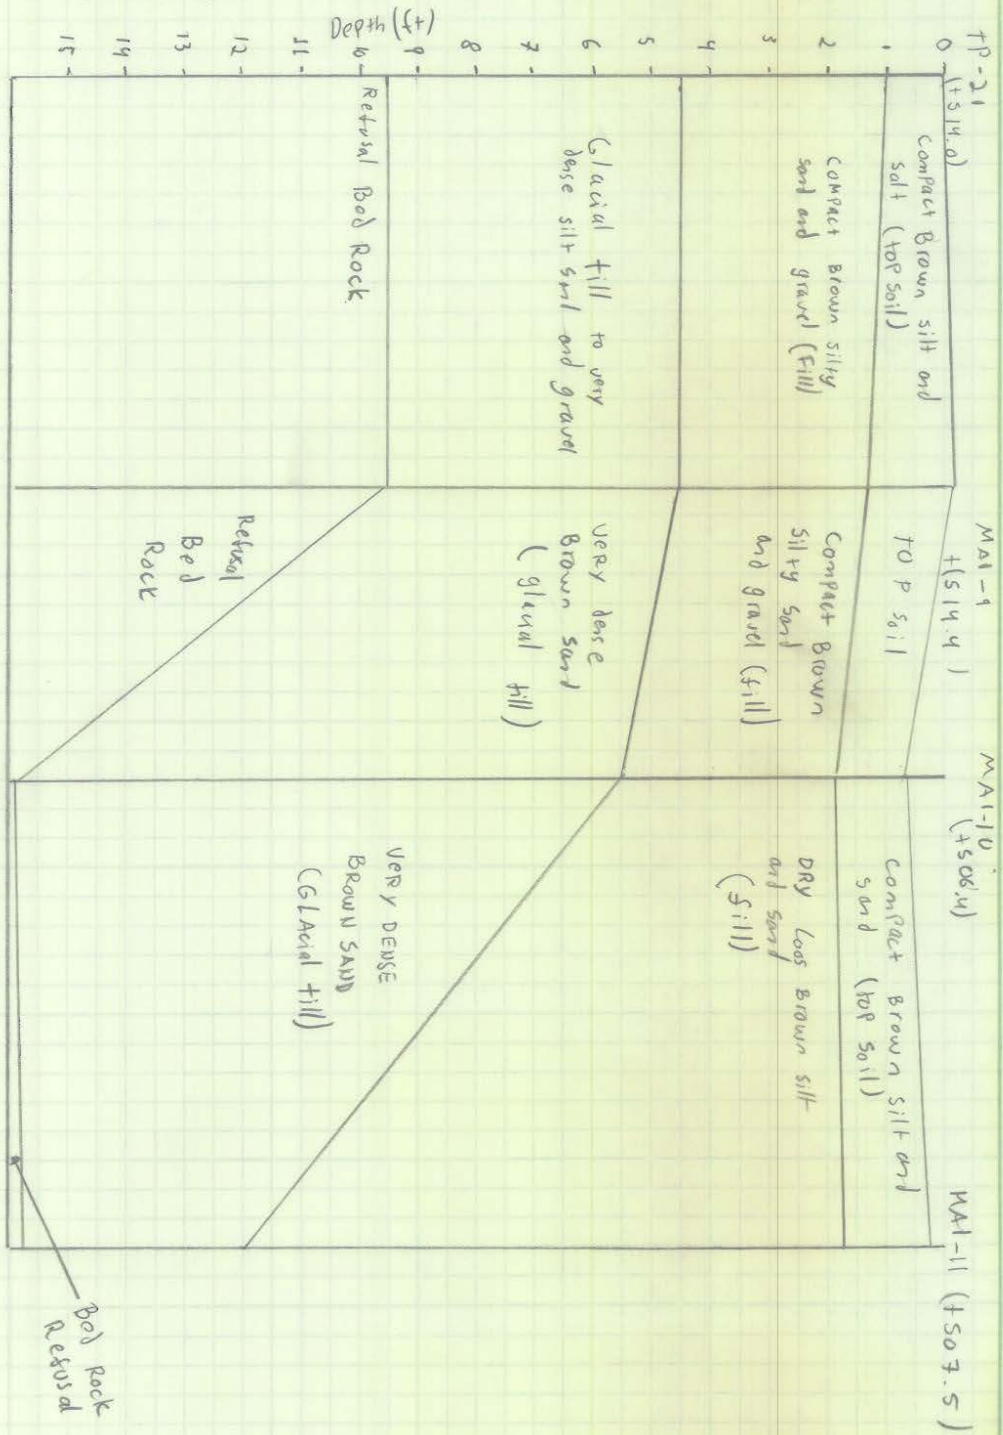 TP-21
(+514.0)
MAI-9
+(514.4)
MAI-10
(+506.4)
MAI-11 (+507.5)
Depth (ft)
0
1
2
3
4
5
6
7
8
9
10
11
12
13
14
15
Compact Brown silt and
salt (top soil)
Compact Brown silty
sand and gravel (Fill)
Glacial till to very
dense silt sand and gravel
Refusal Bed Rock
TOP soil
Compact Brown
silty sand
and gravel (fill)
VERY dense
Brown sand
(glacial till)
Refusal
Bed
Rock
Compact Brown silt and
sand (top soil)
DRY Loos Brown silt
and sand
(fill)
VERY DENSE
BROWN SAND
(GLAcial till)
Bed Rock
Refusal